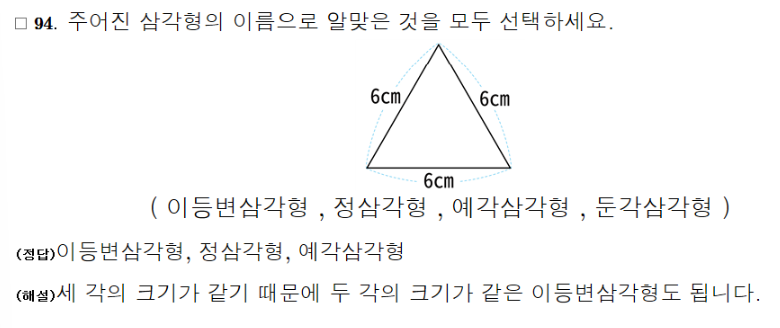 □ 94. 주어진 삼각형의 이름으로 알맞은 것을 모두 선택하세요.
6cm 6cm
6cm
( 이등변삼각형 , 정삼각형 , 예각삼각형 , 둔각삼각형 )
(정답)이등변삼각형, 정삼각형, 예각삼각형
(해설)세 각의 크기가 같기 때문에 두 각의 크기가 같은 이등변삼각형도 됩니다.